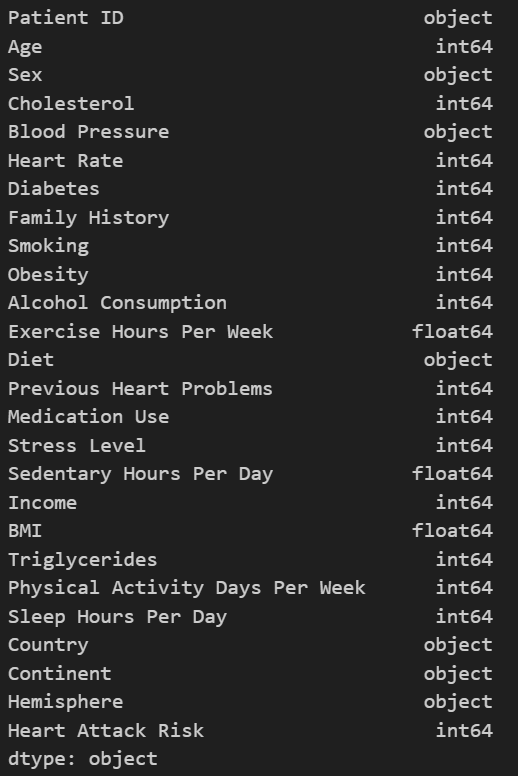 Patient ID object
Age int64
Sex object
Cholesterol int64
Blood Pressure object
Heart Rate int64
Diabetes int64
Family History int64
Smoking int64
Obesity int64
Alcohol Consumption int64
Exercise Hours Per Week float64
Diet object
Previous Heart Problems int64
Medication Use int64
Stress Level int64
Sedentary Hours Per Day float64
Income int64
BMI float64
Triglycerides int64
Physical Activity Days Per Week int64
Sleep Hours Per Day int64
Country object
Continent object
Hemisphere object
Heart Attack Risk int64
dtype: object